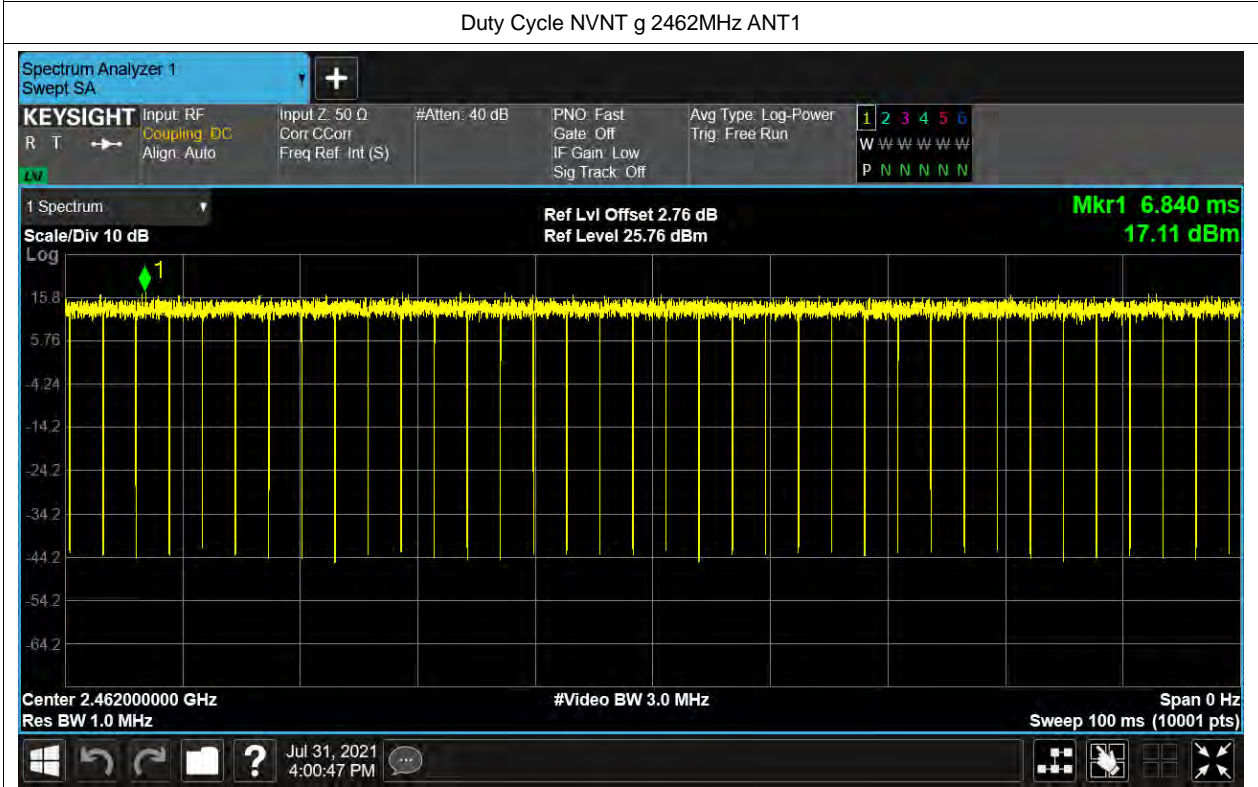 Duty Cycle NVNT g 2462MHz ANT1
Spectrum Analyzer 1
Swept SA
+
KEYSIGHT
R T
Input: RF
Coupling: DC
Align: Auto
Input Z: 50 Ω
Corr CCorr
Freq Ref: Int (S)
#Atten: 40 dB
PNO: Fast
Gate: Off
IF Gain: Low
Sig Track: Off
Avg Type: Log-Power
Trig: Free Run
1 2 3 4 5 6
W W W W W W
P N N N N N
1 Spectrum
Scale/Div 10 dB
Ref Lvl Offset 2.76 dB
Ref Level 25.76 dBm
Mkr1 6.840 ms
17.11 dBm
Log
1
15.8
5.76
-4.24
-14.2
-24.2
-34.2
-44.2
-54.2
-64.2
Center 2.462000000 GHz
#Video BW 3.0 MHz
Span 0 Hz
Res BW 1.0 MHz
Sweep 100 ms (10001 pts)
?
Jul 31, 2021
4:00:47 PM